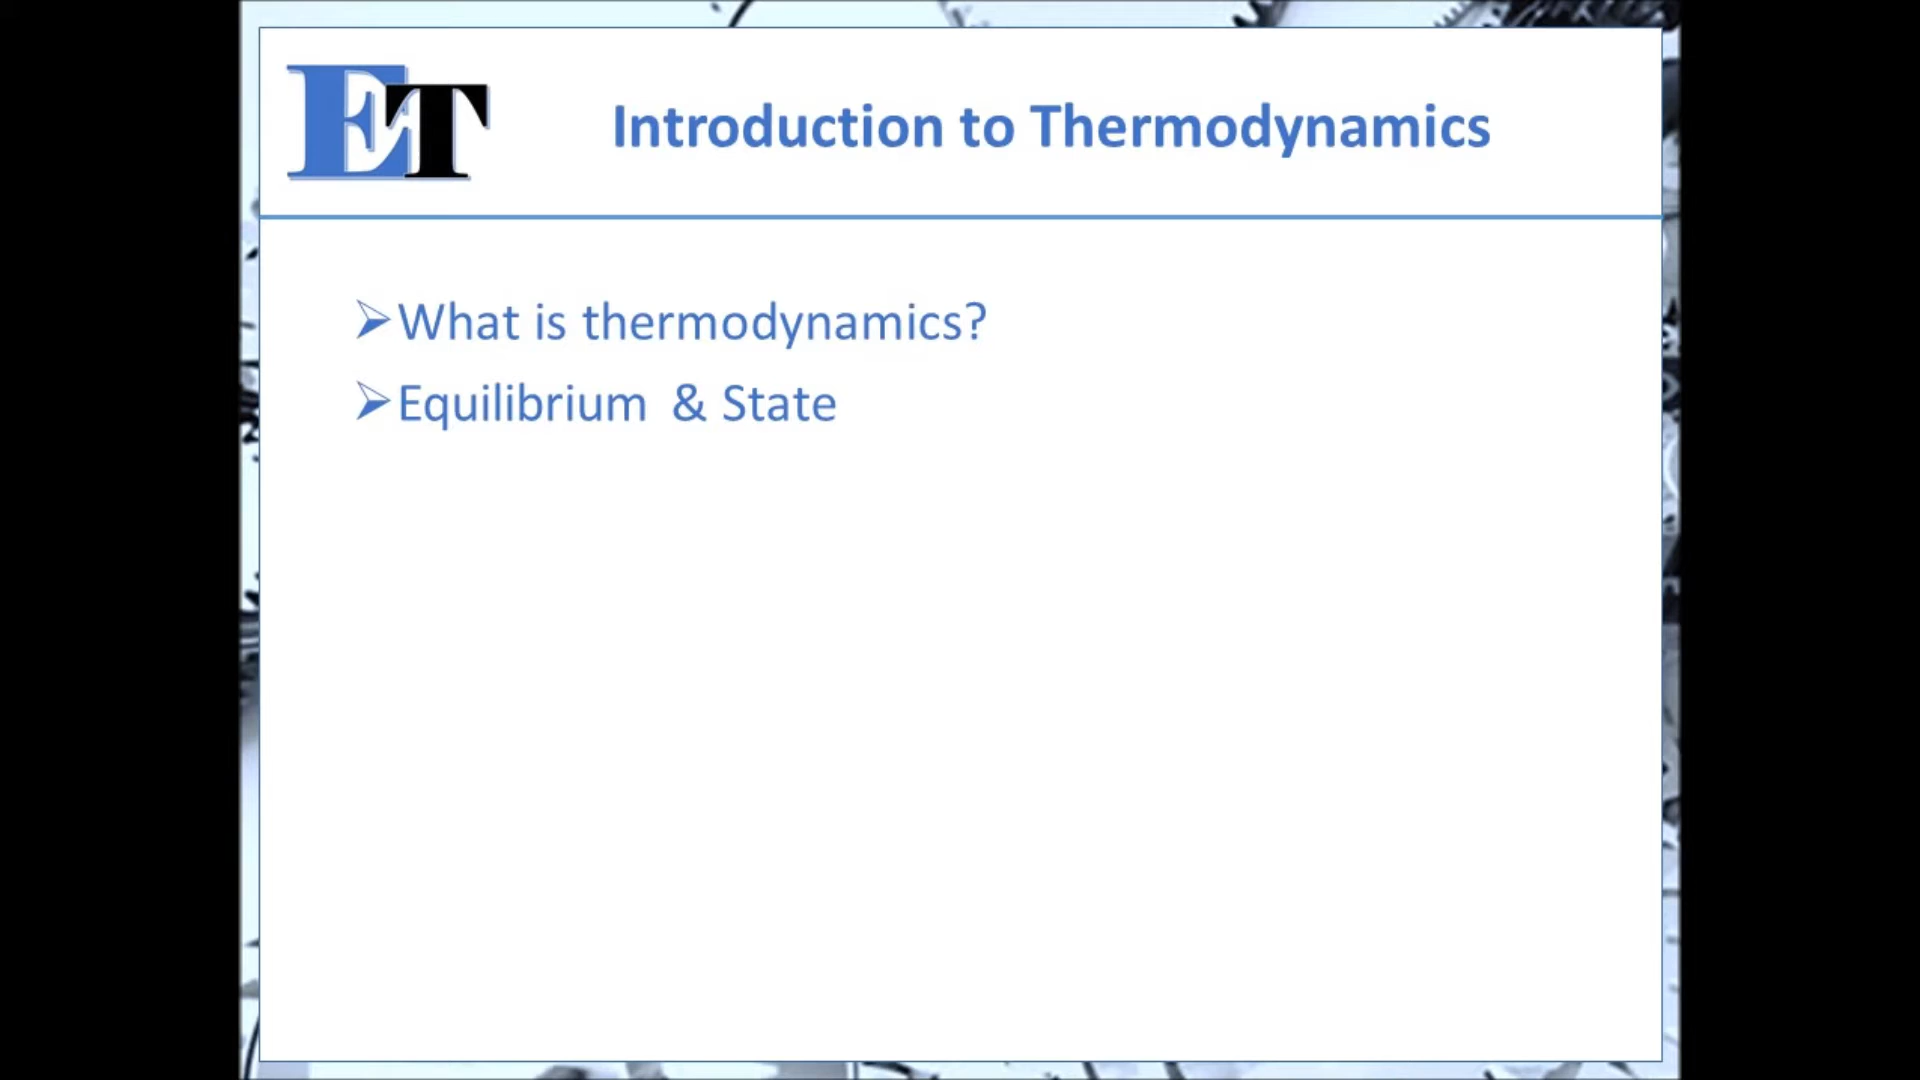 ET
Introduction to Thermodynamics
What is thermodynamics?
Equilibrium & State